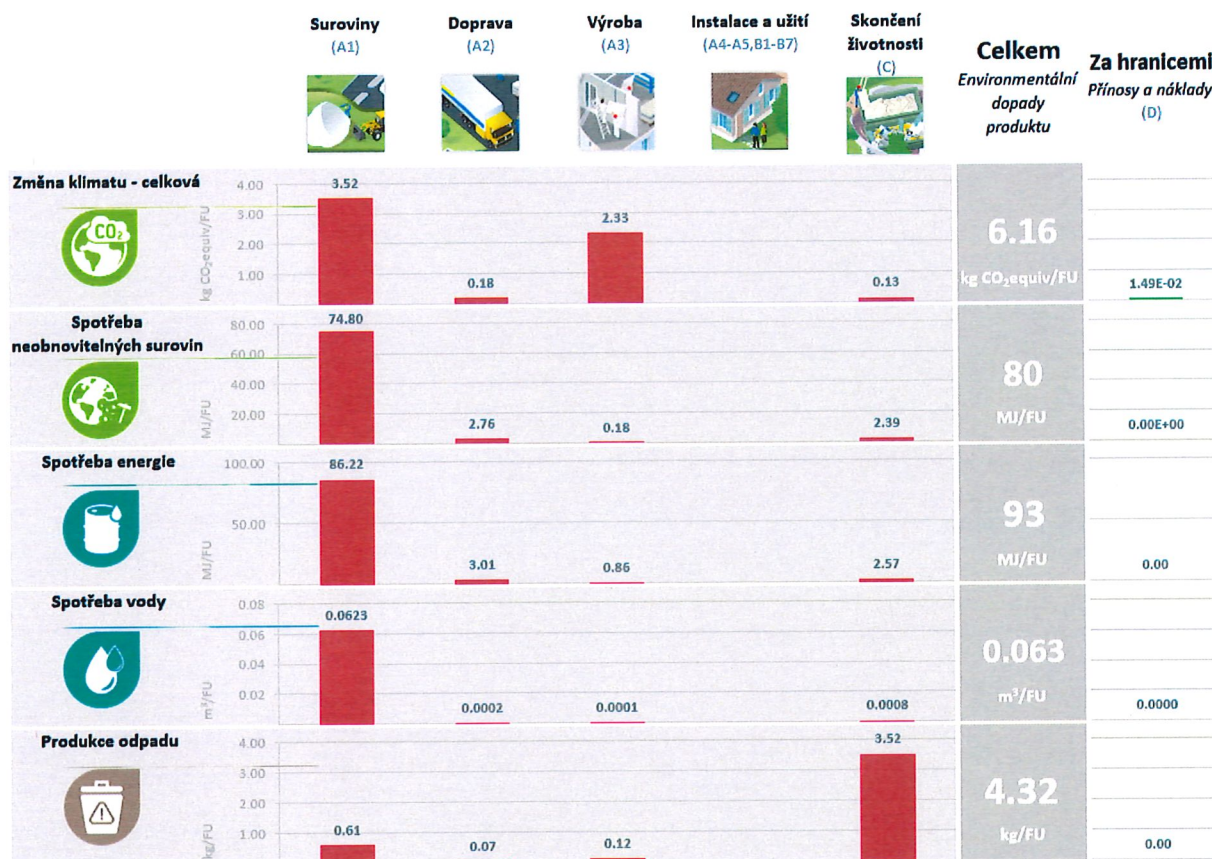 Suroviny
(A1)
Doprava
(A2)
Výroba
(A3)
Instalace a užití
(A4-A5,B1-B7)
Skončení
životnosti
(C)
Celkem
Environmentální
dopady
produktu
Za hranicemi
Přínosy a náklady
(D)
Změna klimatu - celková
CO₂
kg CO₂equiv/FU
4.00
3.00
2.00
1.00
3.52
0.18
2.33
0.13
6.16
kg CO₂equiv/FU
1.49E-02
Spotřeba
neobnovitelných surovin
MJ/FU
80.00
60.00
40.00
20.00
74.80
2.76
0.18
2.39
80
MJ/FU
0.00E+00
Spotřeba energie
MJ/FU
100.00
50.00
86.22
3.01
0.86
2.57
93
MJ/FU
0.00
Spotřeba vody
m³/FU
0.08
0.06
0.04
0.02
0.0623
0.0002
0.0001
0.0008
0.063
m³/FU
0.0000
Produkce odpadu
kg/FU
4.00
3.00
2.00
1.00
0.61
0.07
0.12
3.52
4.32
kg/FU
0.00